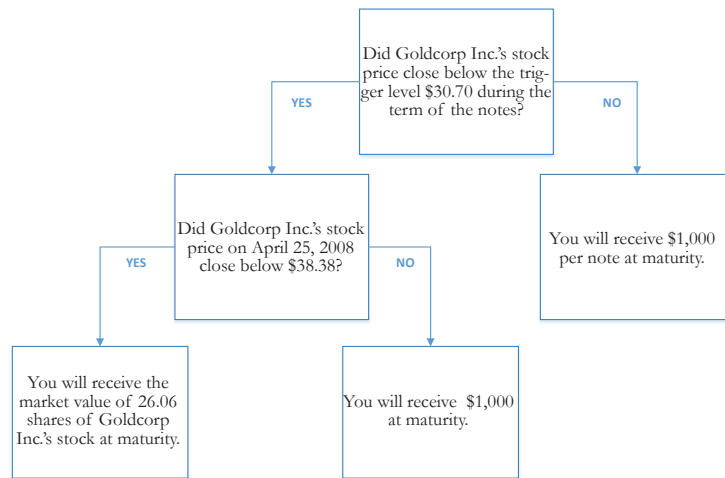 Did Goldcorp Inc.'s stock
price close below the trig-
ger level $30.70 during the
term of the notes?
YES
NO
Did Goldcorp Inc.'s stock
price on April 25, 2008
close below $38.38?
You will receive $1,000
per note at maturity.
YES
NO
You will receive the
market value of 26.06
shares of Goldcorp
Inc.'s stock at maturity.
You will receive  $1,000
at maturity.